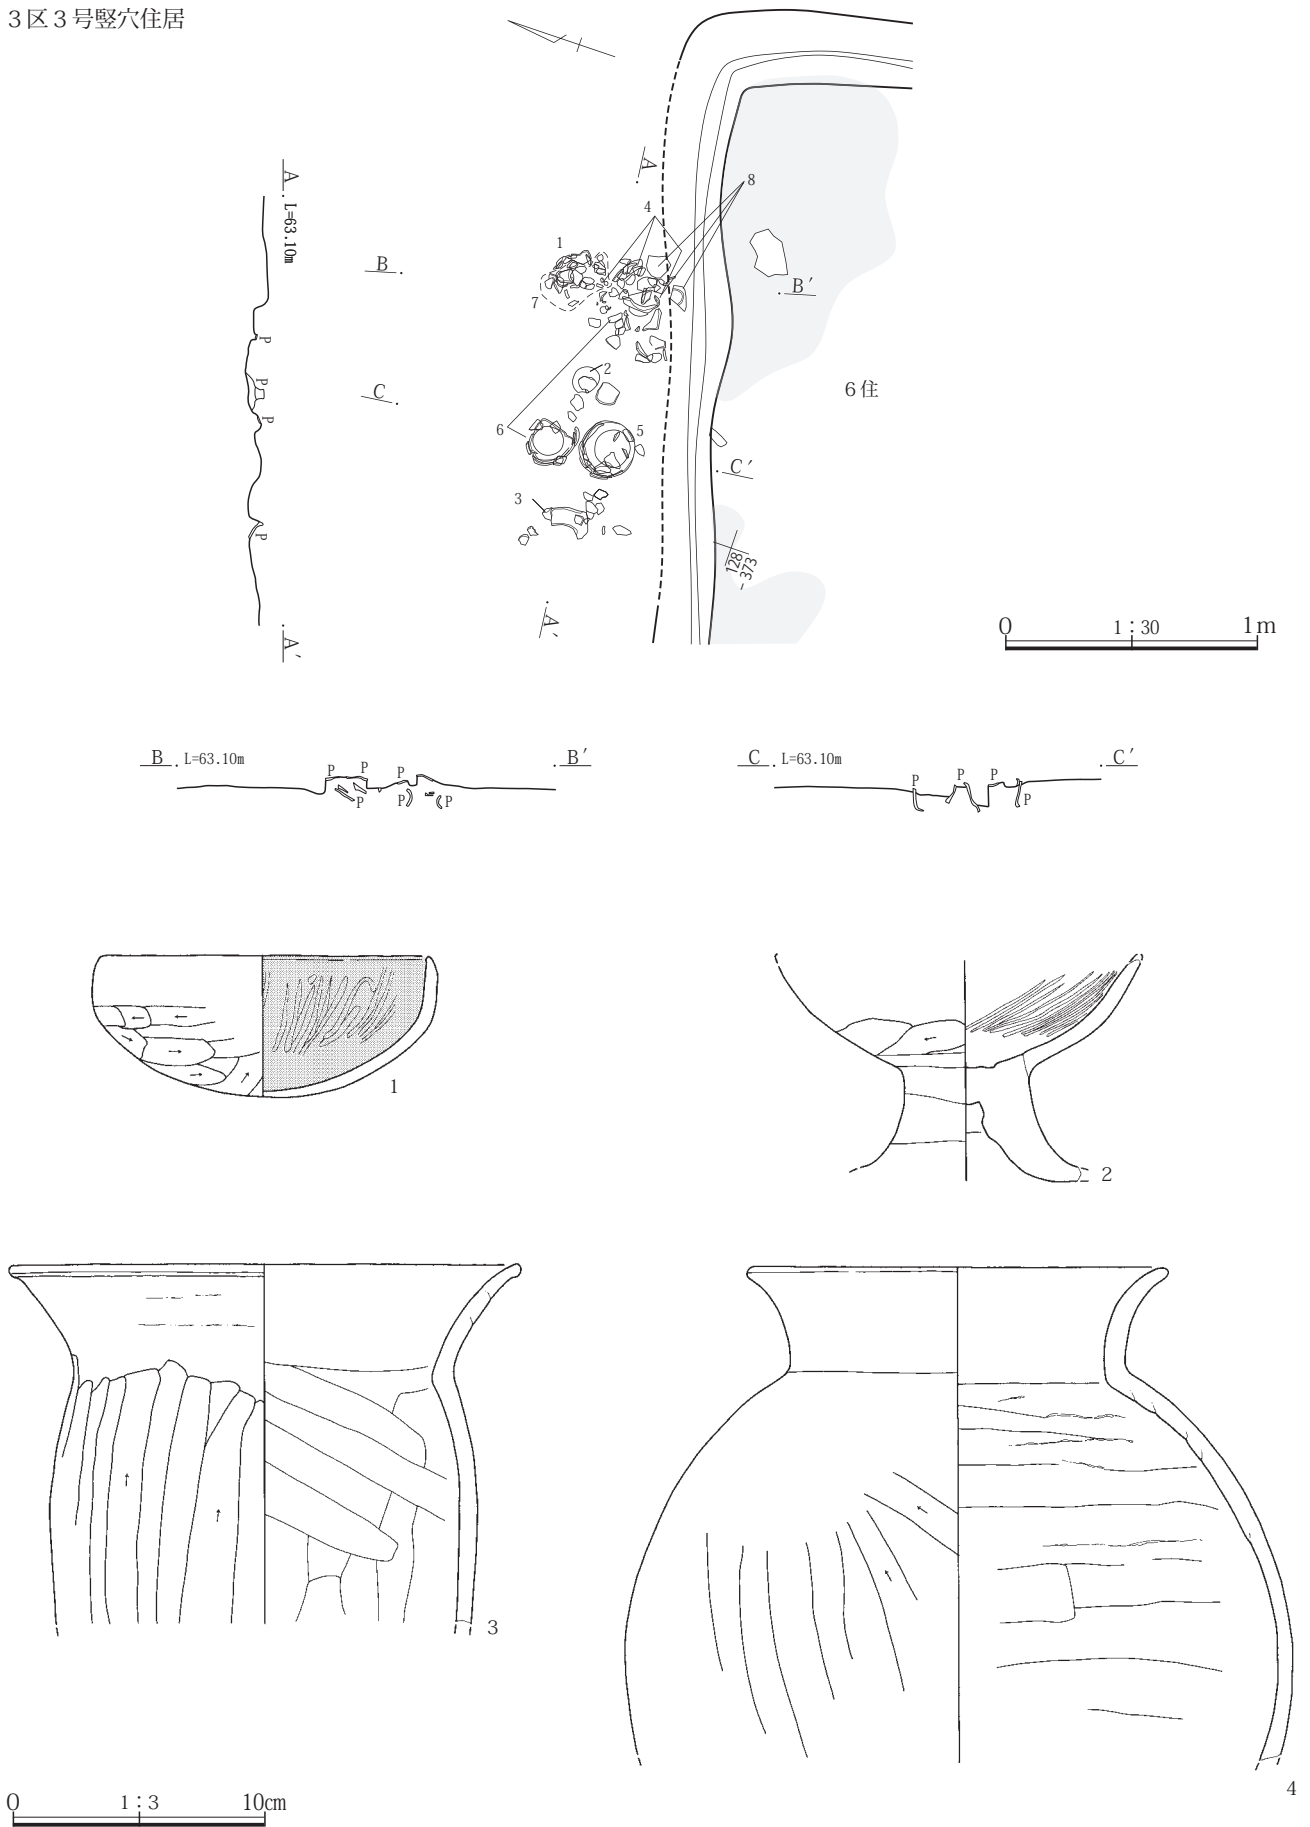 3区3号竪穴住居
A
L=63.10m
A
8
4
1
B
B′
7
P
2
P
C
6住
P
6
5
C′
3
128
-373
P
A′
A′
0 1:30 1m
B L=63.10m B′
P P P
P P P
C L=63.10m C′
P P P
P
1
2
3
4
0 1:3 10cm